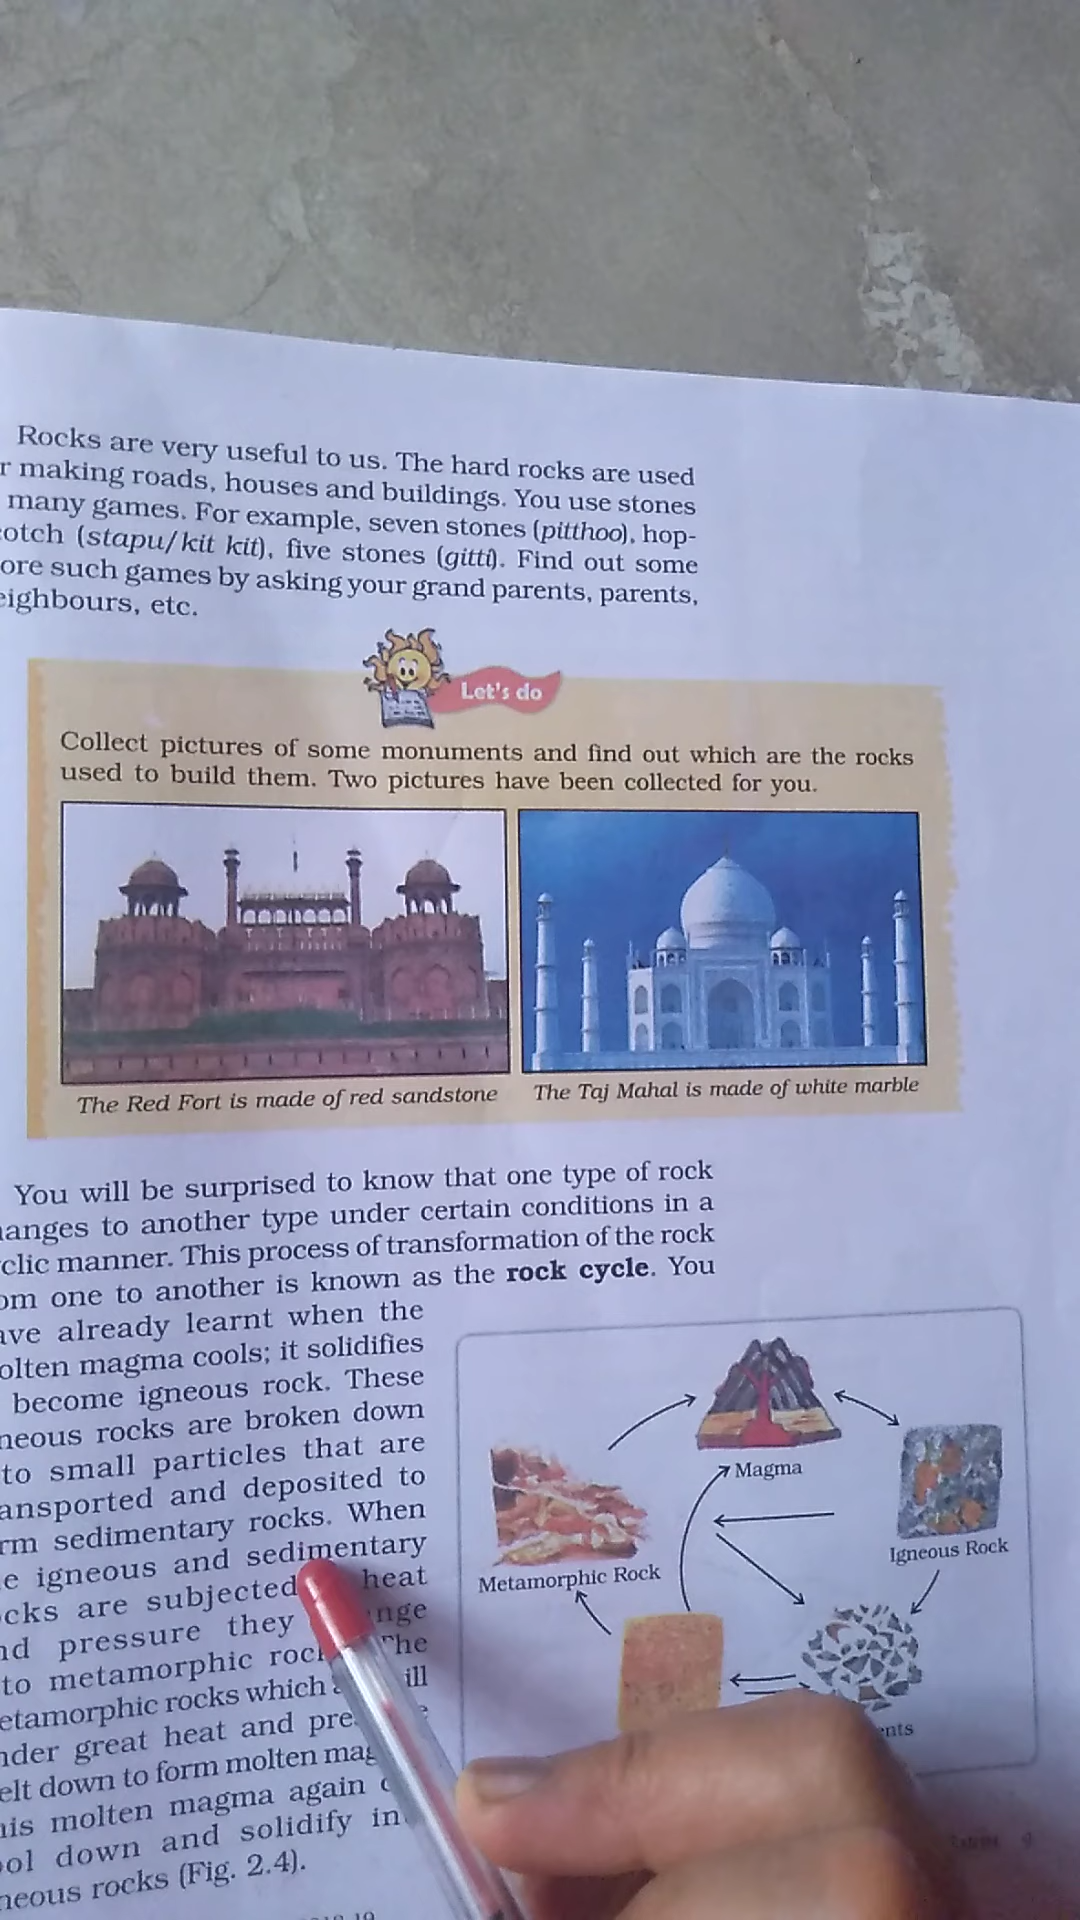 Rocks are very useful to us. The hard rocks are used
r making roads, houses and buildings. You use stones
many games. For example, seven stones (pitthoo), hop-
otch (stapu/kit kit), five stones (gitti). Find out some
ore such games by asking your grand parents, parents,
eighbours, etc.
Let's do
Collect pictures of some monuments and find out which are the rocks
used to build them. Two pictures have been collected for you.
The Red Fort is made of red sandstone
The Taj Mahal is made of white marble
You will be surprised to know that one type of rock
anges to another type under certain conditions in a
clic manner. This process of transformation of the rock
om one to another is known as the rock cycle. You
ave already learnt when the
olten magma cools; it solidifies
become igneous rock. These
neous rocks are broken down
to small particles that are
ansported and deposited to
rm sedimentary rocks. When
e igneous and sedimentary
cks are subjected heat
nd pressure they nge
to metamorphic roc The
etamorphic rocks which ill
nder great heat and pre
elt down to form molten mag
is molten magma again
ol down and solidify in
neous rocks (Fig. 2.4).
Magma
Igneous Rock
Metamorphic Rock
ents
9